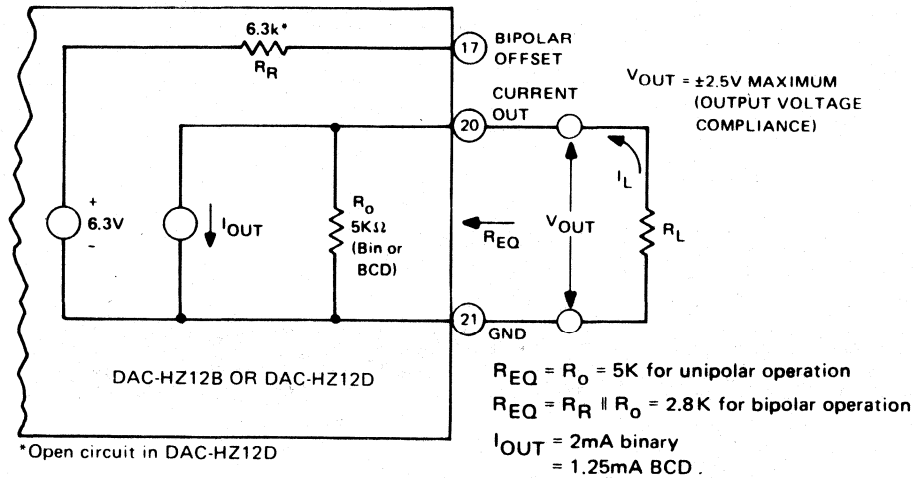 6.3k*
R_R
17
BIPOLAR
OFFSET
CURRENT
OUT
20
V_OUT = ±2.5V MAXIMUM
(OUTPUT VOLTAGE
COMPLIANCE)
I_L
+
6.3V
-
I_OUT
R_O
5KΩ
(Bin or
BCD)
R_EQ
V_OUT
R_L
21
GND
DAC-HZ12B OR DAC-HZ12D
*Open circuit in DAC-HZ12D
R_EQ = R_O = 5K for unipolar operation
R_EQ = R_R || R_O = 2.8K for bipolar operation
I_OUT = 2mA binary
= 1.25mA BCD .